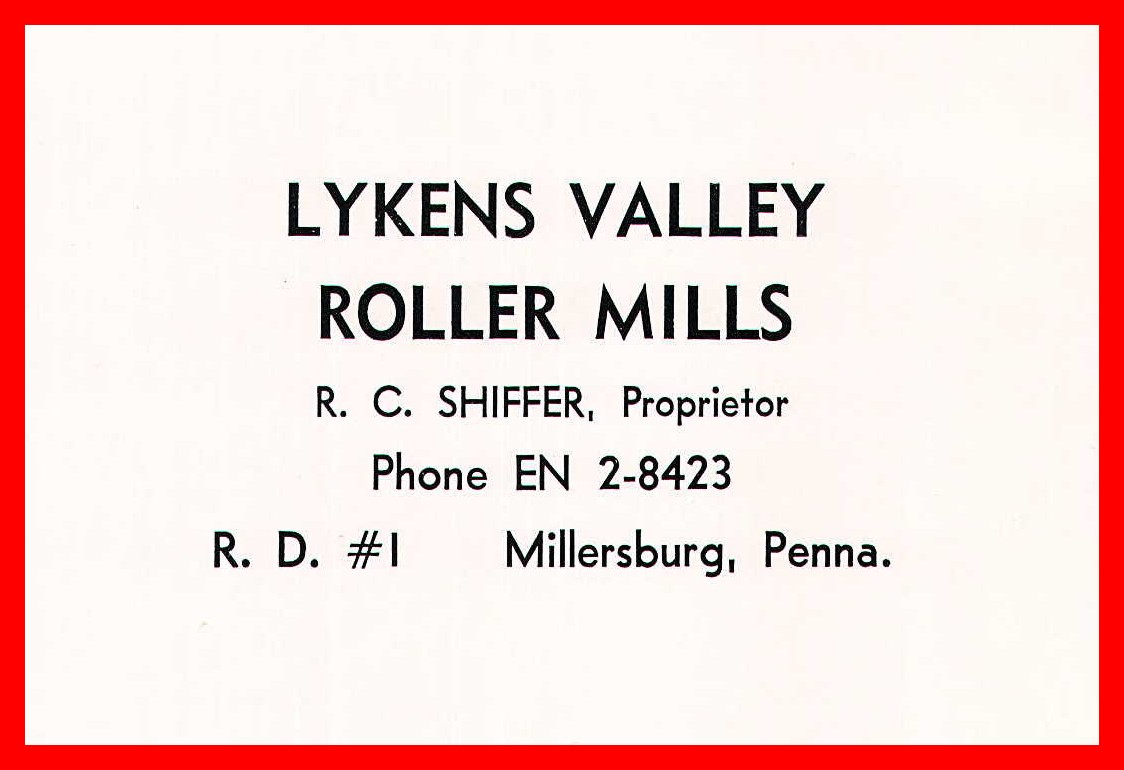 LYKENS VALLEY
ROLLER MILLS
R. C. SHIFFER, Proprietor
Phone EN 2-8423
R. D. #1 Millersburg, Penna.